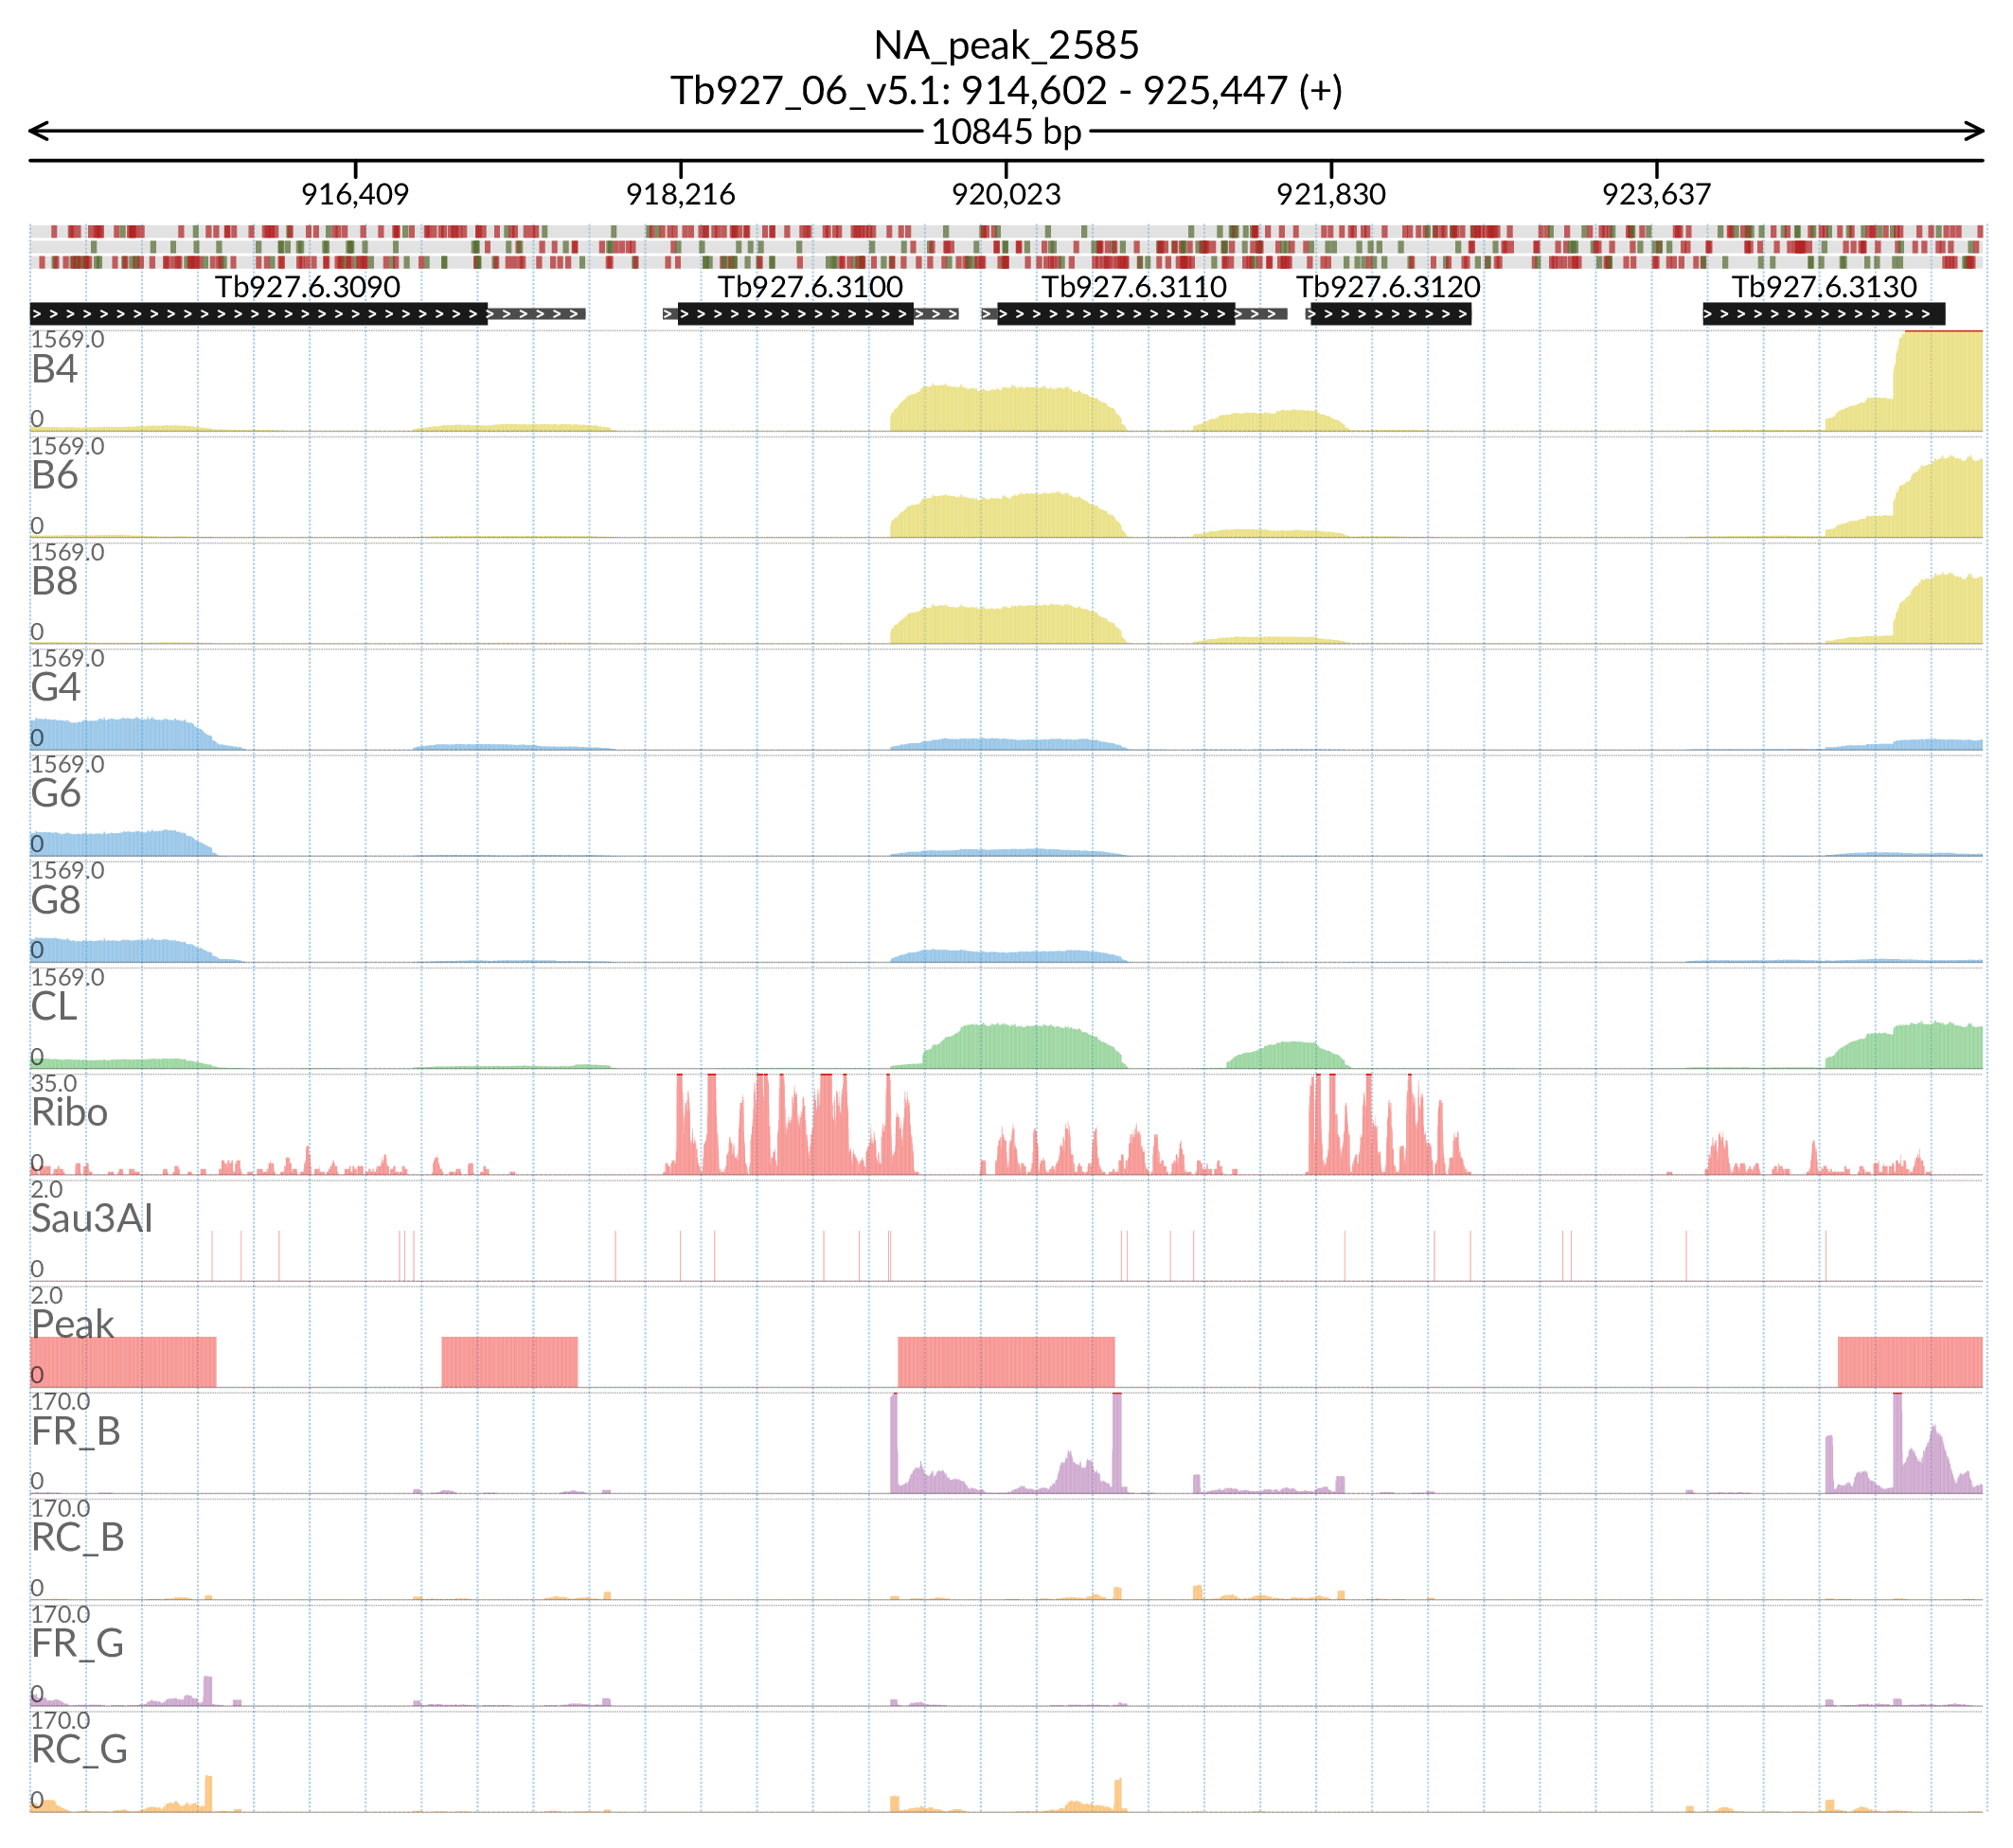 NA_peak_2585
Tb927_06_v5.1: 914,602 - 925,447 (+)
10845 bp
916,409 918,216 920,023 921,830 923,637
Tb927.6.3090 Tb927.6.3100 Tb927.6.3110 Tb927.6.3120 Tb927.6.3130
1569.0
B4
0
1569.0
B6
0
1569.0
B8
0
1569.0
G4
0
1569.0
G6
0
1569.0
G8
0
1569.0
CL
0
35.0
Ribo
0
2.0
Sau3AI
0
2.0
Peak
0
170.0
FR_B
0
170.0
RC_B
0
170.0
FR_G
0
170.0
RC_G
0